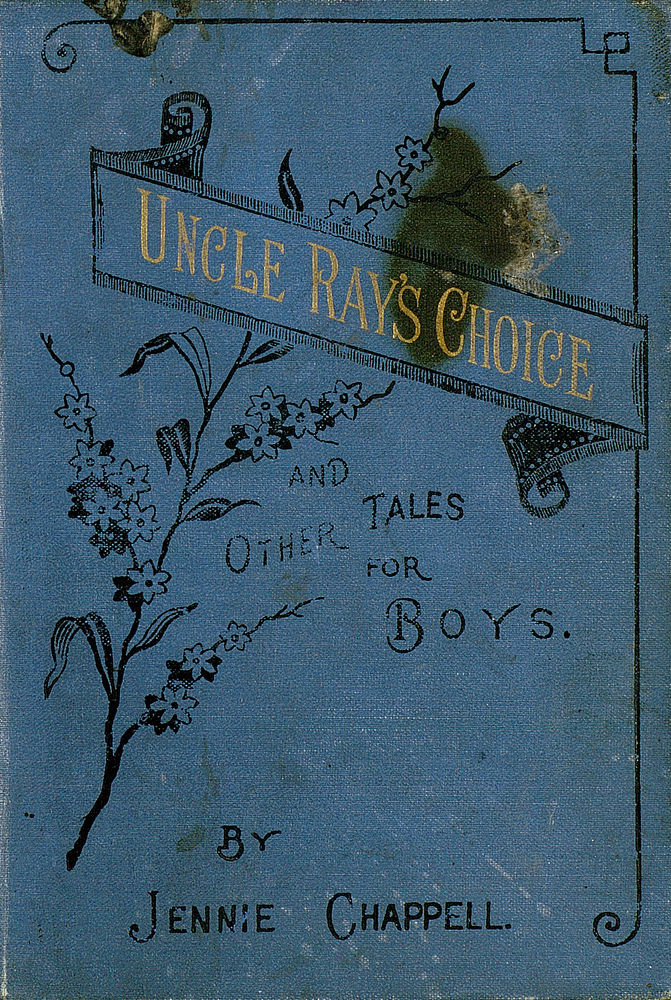 UNCLE RAY'S CHOICE
AND
OTHER TALES
FOR
BOYS.
BY
JENNIE CHAPPELL.